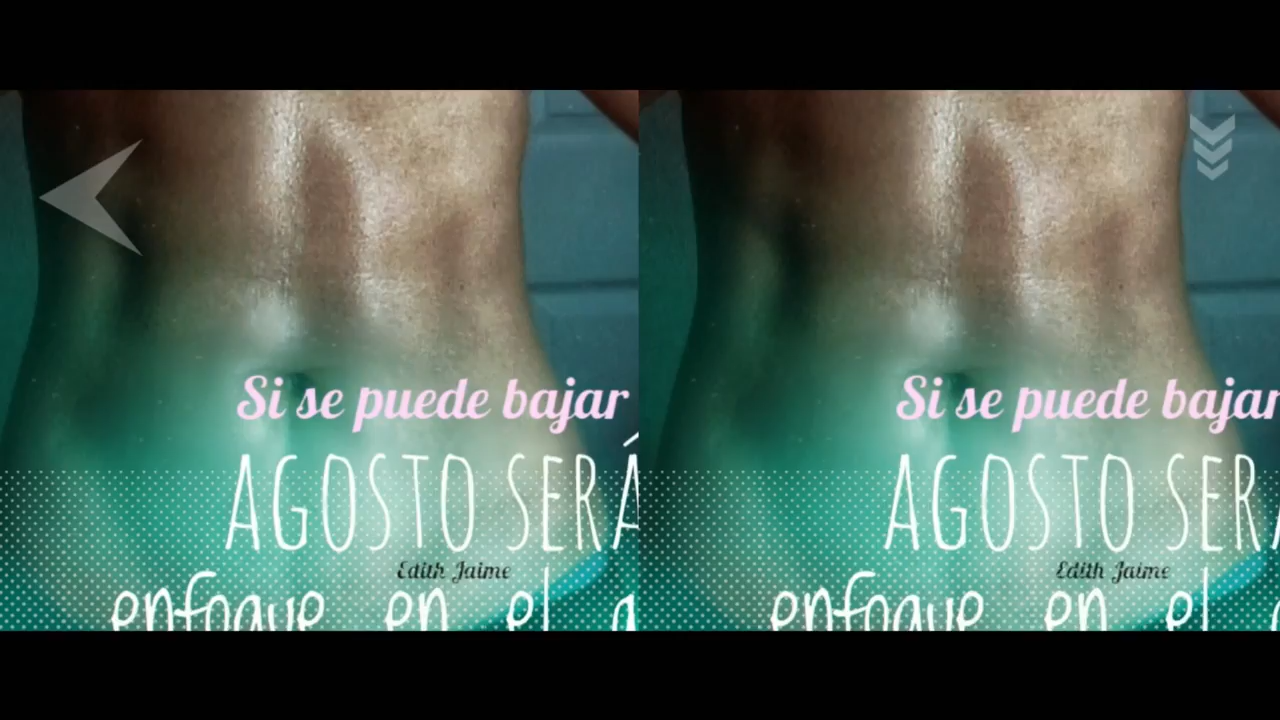 Si se puede bajar
AGOSTO SERÁ
Edith Jaime
enfoque en el
Si se puede bajar
AGOSTO SER
Edith Jaime
enfoque en el